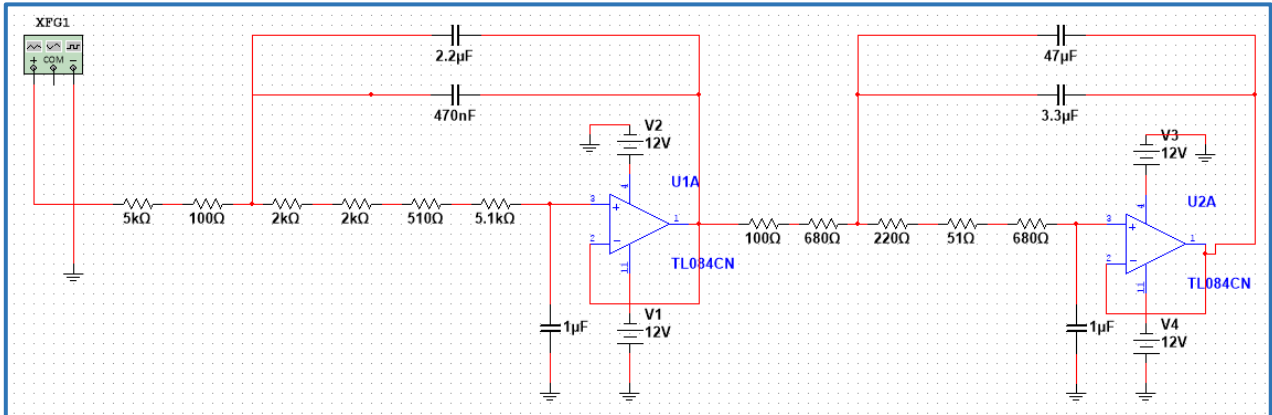 XFG1
COM
2.2µF
47µF
470nF
3.3µF
V2
12V
V3
12V
U1A
U2A
4
4
3
1
3
1
2
2
11
11
5kΩ
100Ω
2kΩ
2kΩ
510Ω
5.1kΩ
100Ω
680Ω
220Ω
51Ω
680Ω
TL084CN
TL084CN
1µF
V1
12V
1µF
V4
12V